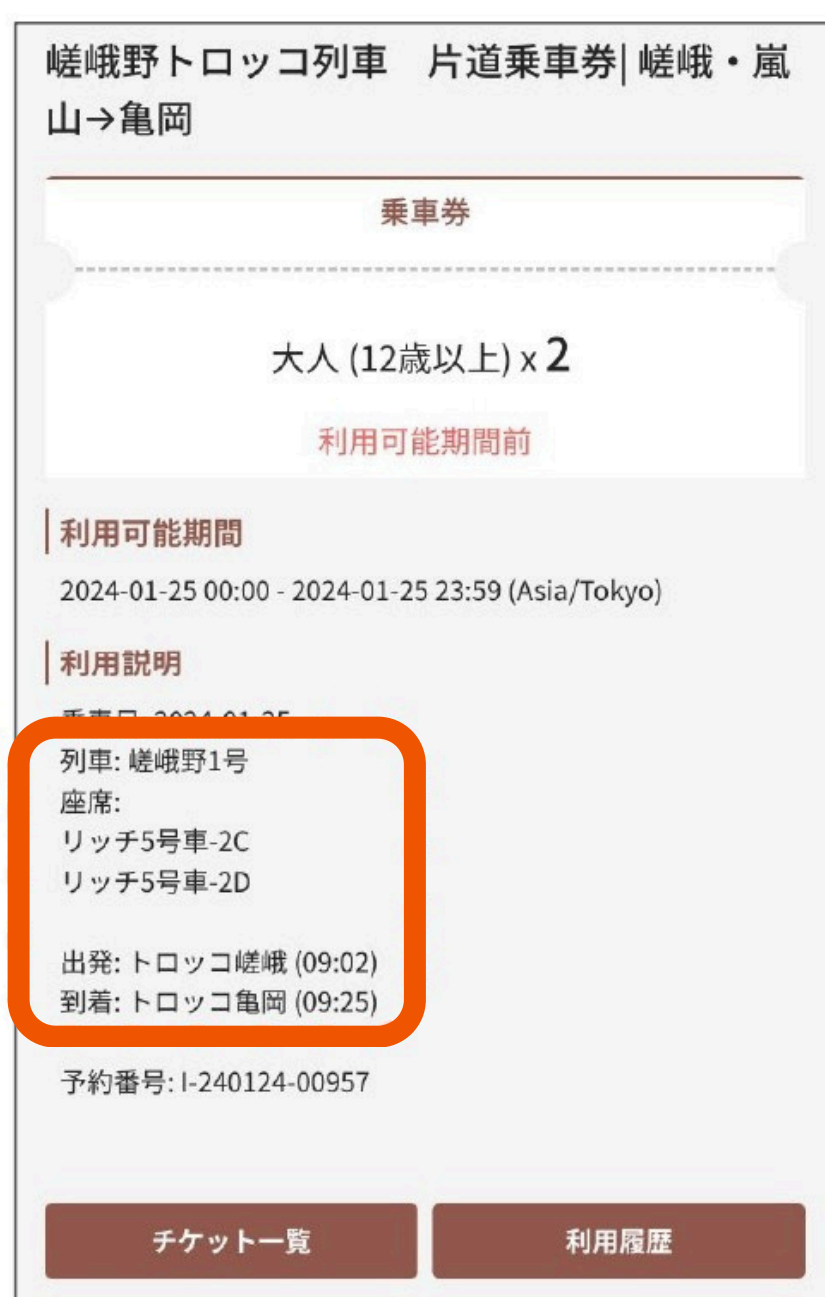 嵯峨野トロッコ列車　片道乗車券| 嵯峨・嵐
山→亀岡
乗車券
大人 (12歳以上) x 2
利用可能期間前
利用可能期間
2024-01-25 00:00 - 2024-01-25 23:59 (Asia/Tokyo)
利用説明
列車: 嵯峨野1号
座席:
リッチ5号車-2C
リッチ5号車-2D
出発: トロッコ嵯峨 (09:02)
到着: トロッコ亀岡 (09:25)
予約番号: I-240124-00957
チケット一覧
利用履歴